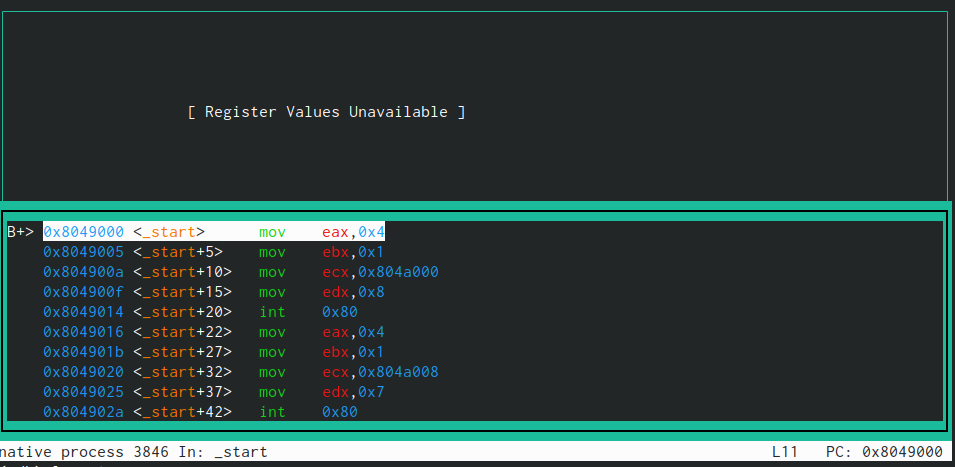 [ Register Values Unavailable ]
B+> 0x8049000 <_start> mov eax,0x4
0x8049005 <_start+5> mov ebx,0x1
0x804900a <_start+10> mov ecx,0x804a000
0x804900f <_start+15> mov edx,0x8
0x8049014 <_start+20> int 0x80
0x8049016 <_start+22> mov eax,0x4
0x804901b <_start+27> mov ebx,0x1
0x8049020 <_start+32> mov ecx,0x804a008
0x8049025 <_start+37> mov edx,0x7
0x804902a <_start+42> int 0x80
native process 3846 In: _start L11 PC: 0x8049000